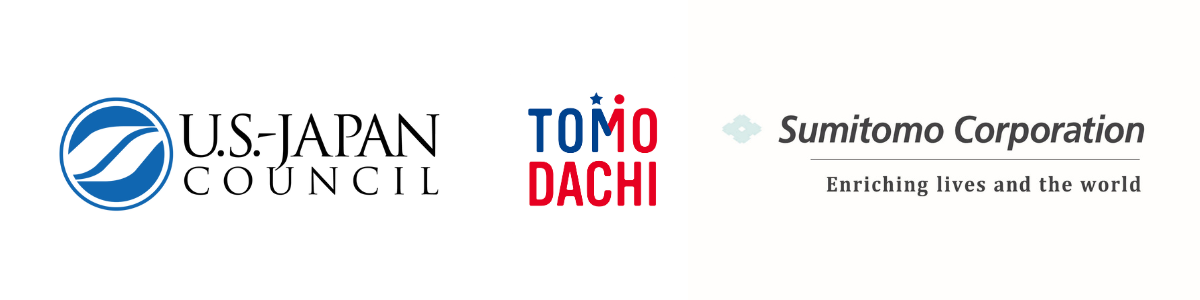 U.S.-JAPAN
COUNCIL
TOMO
DACHI
Sumitomo Corporation
Enriching lives and the world